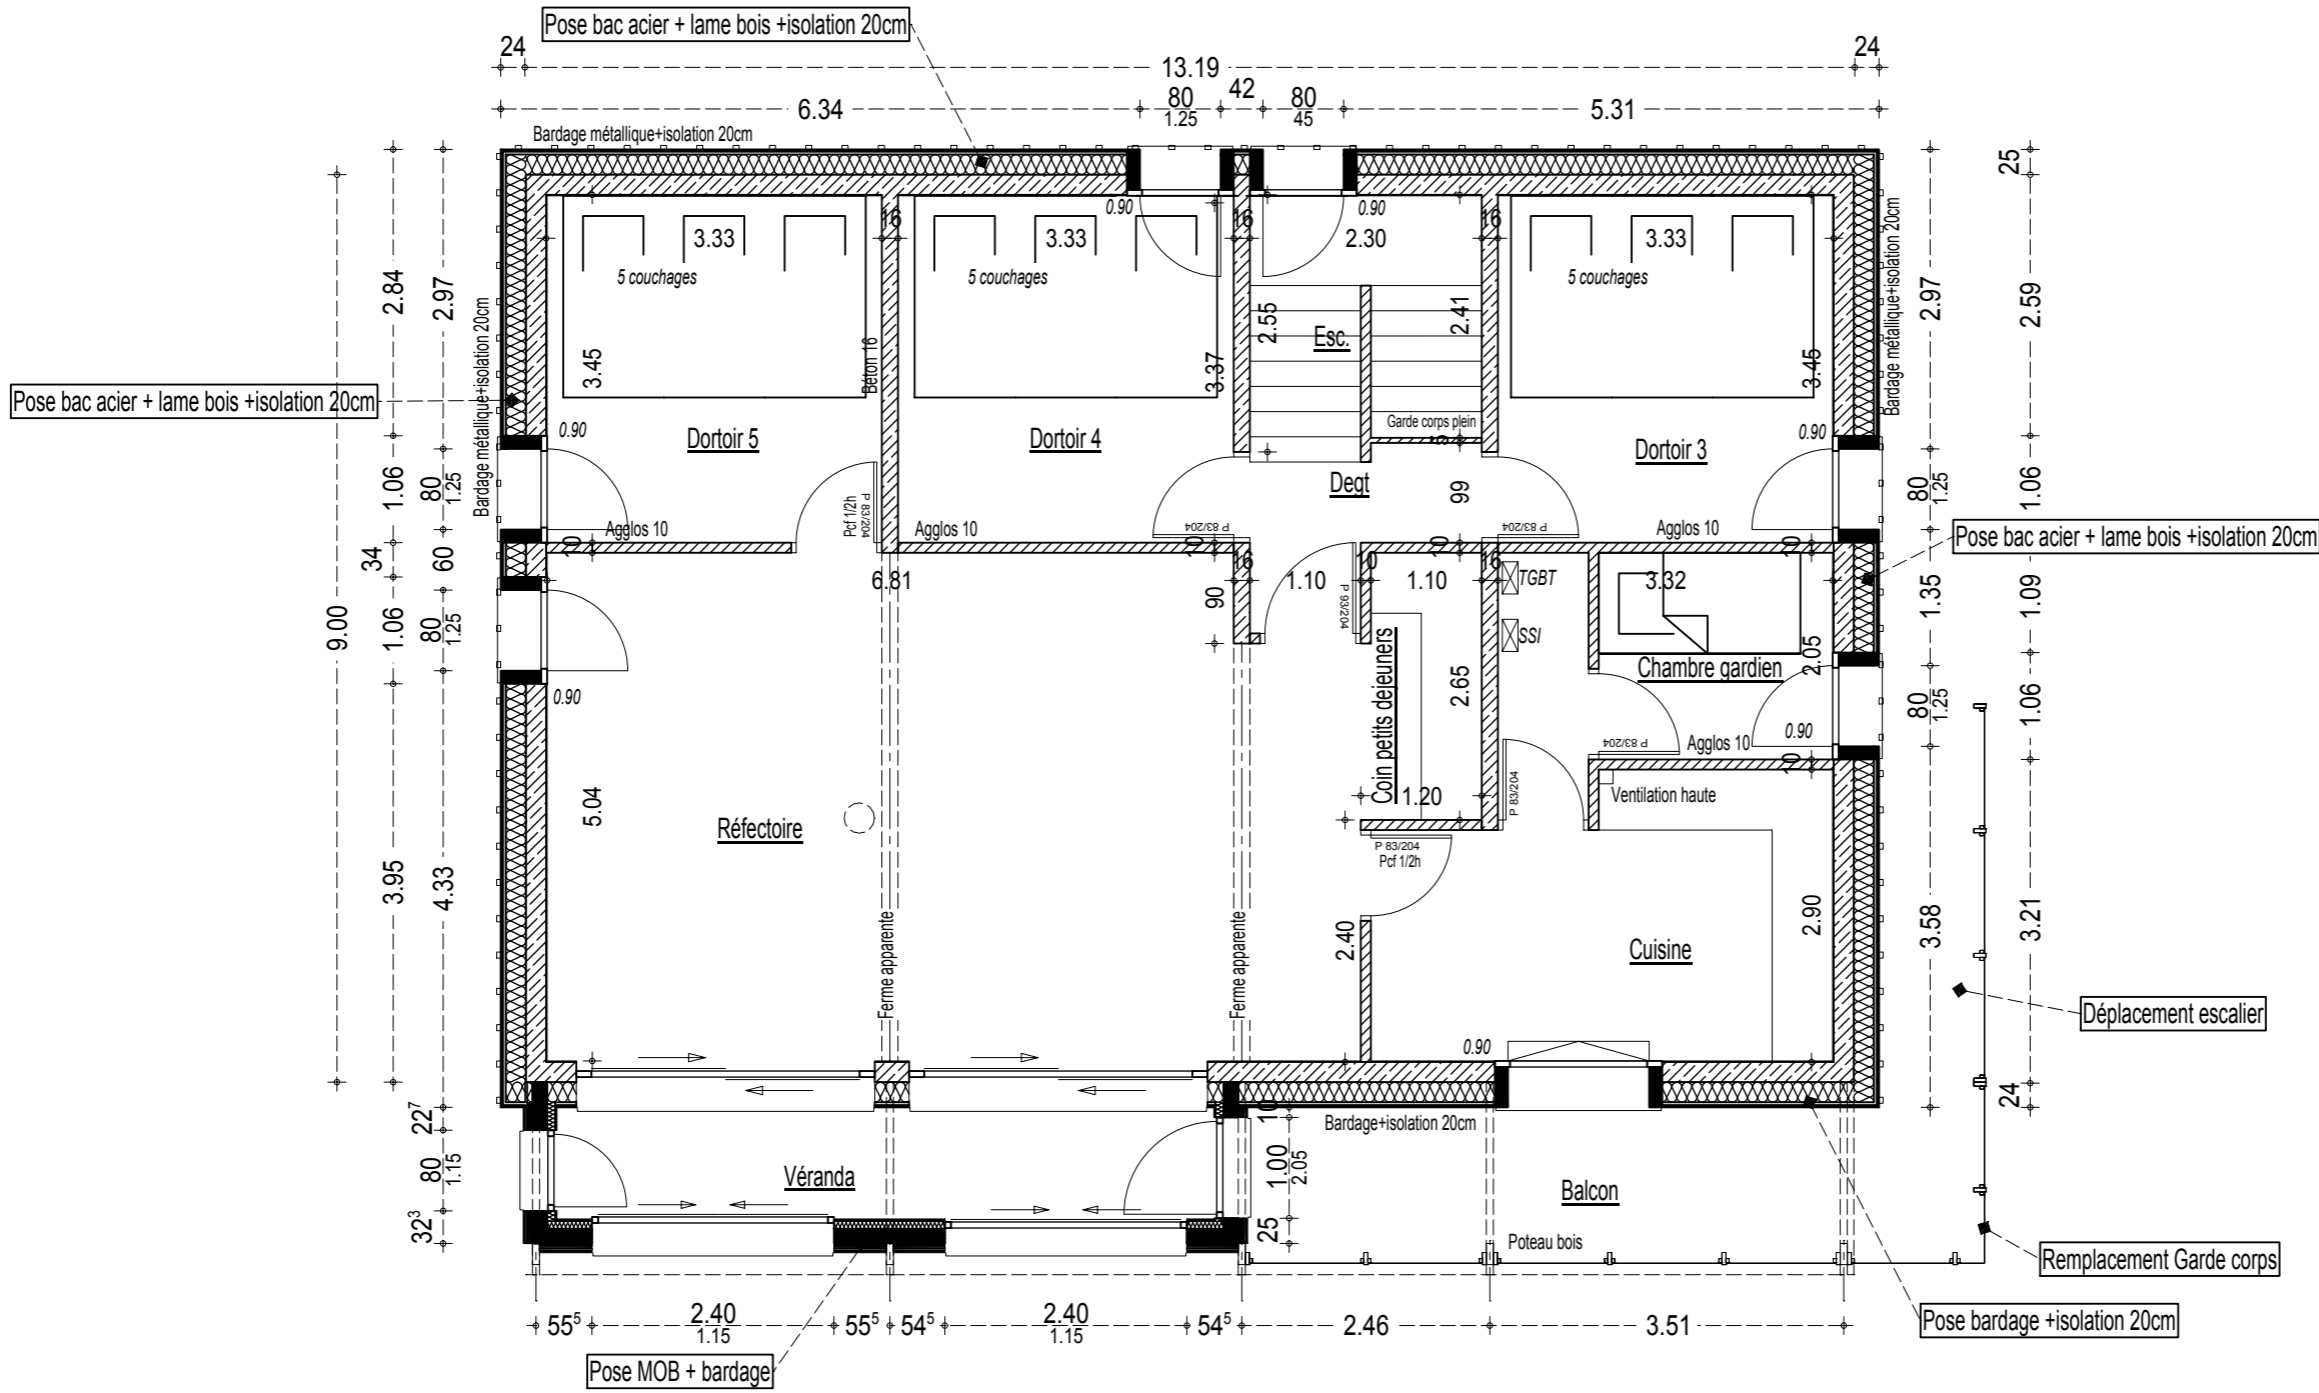 Pose bac acier + lame bois +isolation 20cm
24
13.19
24
6.34
80
1.25
42
80
45
5.31
Bardage métallique+isolation 20cm
25
0.90
0.90
16
16
16
3.33
3.33
2.30
3.33
5 couchages
5 couchages
5 couchages
2.84
2.97
2.55
2.41
2.97
2.59
Esc.
Bardage métallique+isolation 20cm
Bardage métallique+isolation 20cm
3.45
Béton 16
3.37
3.45
Pose bac acier + lame bois +isolation 20cm
Garde corps plein
0.90
Dortoir 5
Dortoir 4
Dortoir 3
0.90
Degt
1.06
80
1.25
Pcf 1/2h
P 83/204
99
80
1.25
1.06
Agglos 10
Agglos 10
P 83/204
P 83/204
Agglos 10
Pose bac acier + lame bois +isolation 20cm
34
60
10
10
10
10
6.81
16
1.10
0
1.10
16
TGBT
3.32
9.00
1.06
80
1.25
90
P 93/204
SSI
1.35
1.09
2.05
Chambre gardien
0.90
Coin petits dejeuners
2.65
80
1.25
1.06
0.90
P 83/204
Agglos 10
10
P 83/204
Ventilation haute
1.20
5.04
Réfectoire
P 83/204
Pcf 1/2h
3.95
4.33
2.40
Cuisine
2.90
3.58
3.21
Ferme apparente
Ferme apparente
Déplacement escalier
0.90
24
22⁷
10
Bardage+isolation 20cm
80
1.15
Véranda
1.00
2.05
Balcon
32³
25
Poteau bois
Remplacement Garde corps
55⁵
2.40
1.15
55⁵
54⁵
2.40
1.15
54⁵
2.46
3.51
Pose bardage +isolation 20cm
Pose MOB + bardage